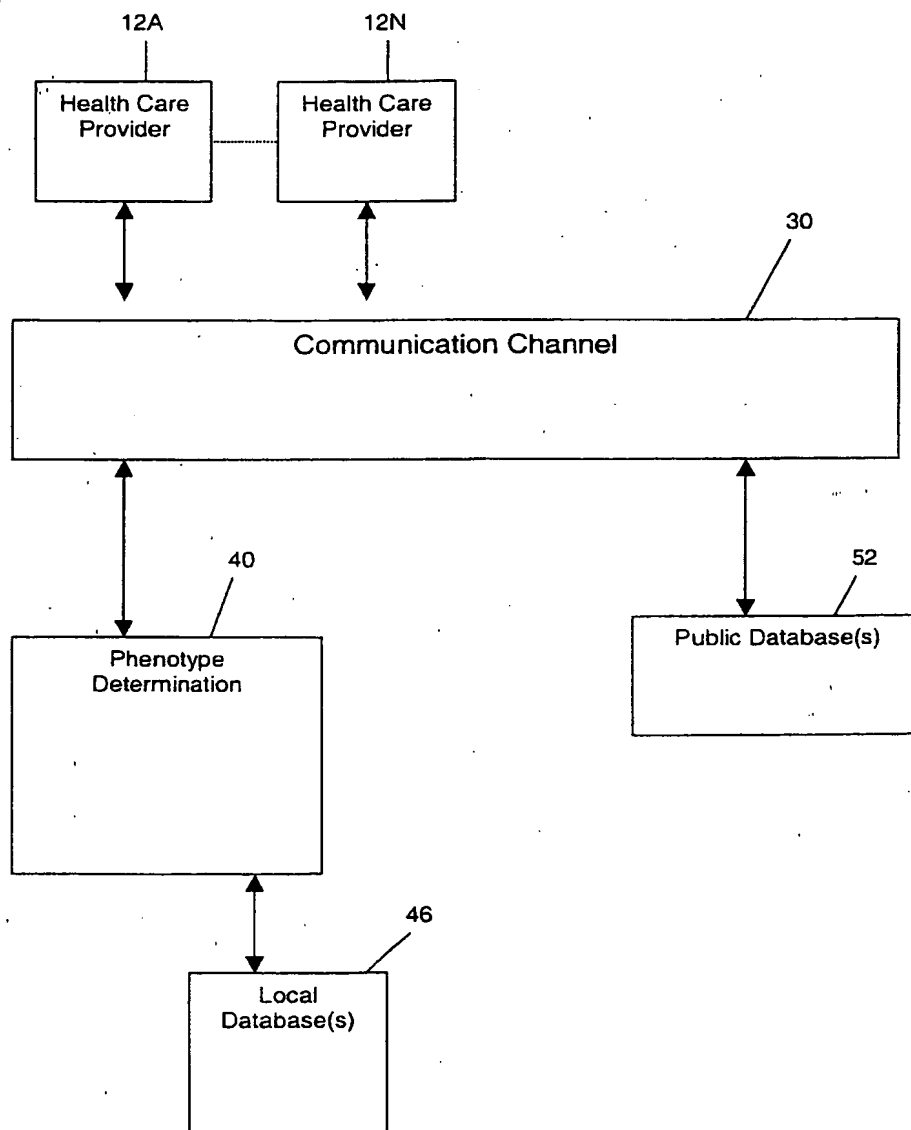 12A
12N
Health Care
Provider
Health Care
Provider
30
Communication Channel
40
52
Phenotype
Determination
Public Database(s)
46
Local
Database(s)